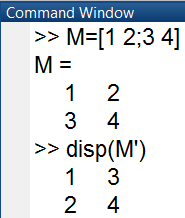 Command Window
>> M=[1 2;3 4]
M =
1 2
3 4
>> disp(M')
1 3
2 4